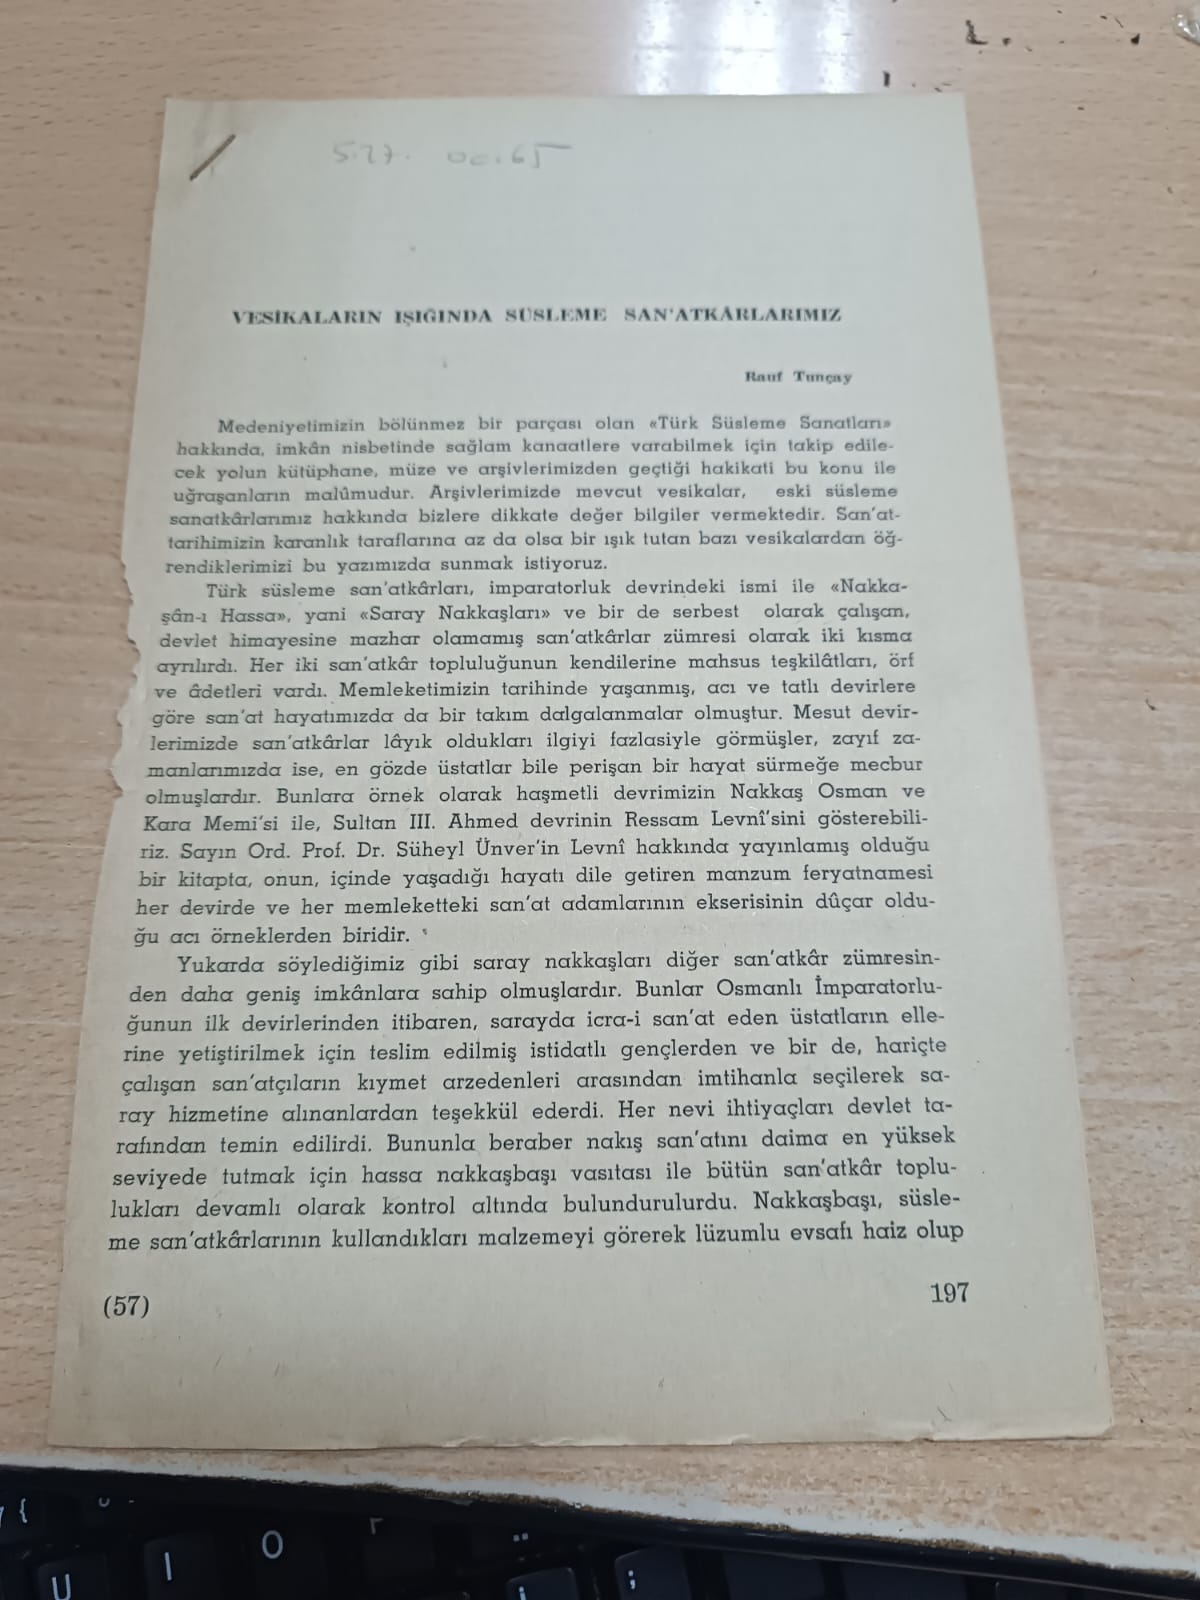 5.27. oc.65
VESİKALARIN IŞIĞINDA SÜSLEME SAN'ATKÂRLARIMIZ
Rauf Tunçay
Medeniyetimizin bölünmez bir parçası olan «Türk Süsleme Sanatları»
hakkında, imkân nisbetinde sağlam kanaatlere varabilmek için takip edile-
cek yolun kütüphane, müze ve arşivlerimizden geçtiği hakikati bu konu ile
uğraşanların malûmudur. Arşivlerimizde mevcut vesikalar, eski süsleme
sanatkârlarımız hakkında bizlere dikkate değer bilgiler vermektedir. San'at-
tarihimizin karanlık taraflarına az da olsa bir ışık tutan bazı vesikalardan öğ-
rendiklerimizi bu yazımızda sunmak istiyoruz.
Türk süsleme san'atkârları, imparatorluk devrindeki ismi ile «Nakka-
şân-ı Hassa», yani «Saray Nakkaşları» ve bir de serbest olarak çalışan,
devlet himayesine mazhar olamamış san'atkârlar zümresi olarak iki kısma
ayrılırdı. Her iki san'atkâr topluluğunun kendilerine mahsus teşkilâtları, örf
ve âdetleri vardı. Memleketimizin tarihinde yaşanmış, acı ve tatlı devirlere
göre san'at hayatımızda da bir takım dalgalanmalar olmuştur. Mesut devir-
lerimizde san'atkârlar lâyık oldukları ilgiyi fazlasiyle görmüşler, zayıf za-
manlarımızda ise, en gözde üstatlar bile perişan bir hayat sürmeğe mecbur
olmuşlardır. Bunlara örnek olarak haşmetli devrimizin Nakkaş Osman ve
Kara Memi'si ile, Sultan III. Ahmed devrinin Ressam Levnî'sini gösterebili-
riz. Sayın Ord. Prof. Dr. Süheyl Ünver'in Levnî hakkında yayınlamış olduğu
bir kitapta, onun, içinde yaşadığı hayatı dile getiren manzum feryatnamesi
her devirde ve her memleketteki san'at adamlarının ekserisinin dûçar oldu-
ğu acı örneklerden biridir.
Yukarda söylediğimiz gibi saray nakkaşları diğer san'atkâr zümresin-
den daha geniş imkânlara sahip olmuşlardır. Bunlar Osmanlı İmparatorlu-
ğunun ilk devirlerinden itibaren, sarayda icra-i san'at eden üstatların elle-
rine yetiştirilmek için teslim edilmiş istidatlı gençlerden ve bir de, hariçte
çalışan san'atçıların kıymet arzedenleri arasından imtihanla seçilerek sa-
ray hizmetine alınanlardan teşekkül ederdi. Her nevi ihtiyaçları devlet ta-
rafından temin edilirdi. Bununla beraber nakış san'atını daima en yüksek
seviyede tutmak için hassa nakkaşbaşı vasıtası ile bütün san'atkâr toplu-
lukları devamlı olarak kontrol altında bulundurulurdu. Nakkaşbaşı, süsle-
me san'atkârlarının kullandıkları malzemeyi görerek lüzumlu evsafı haiz olup
(57)
197
{
U
I
O
;